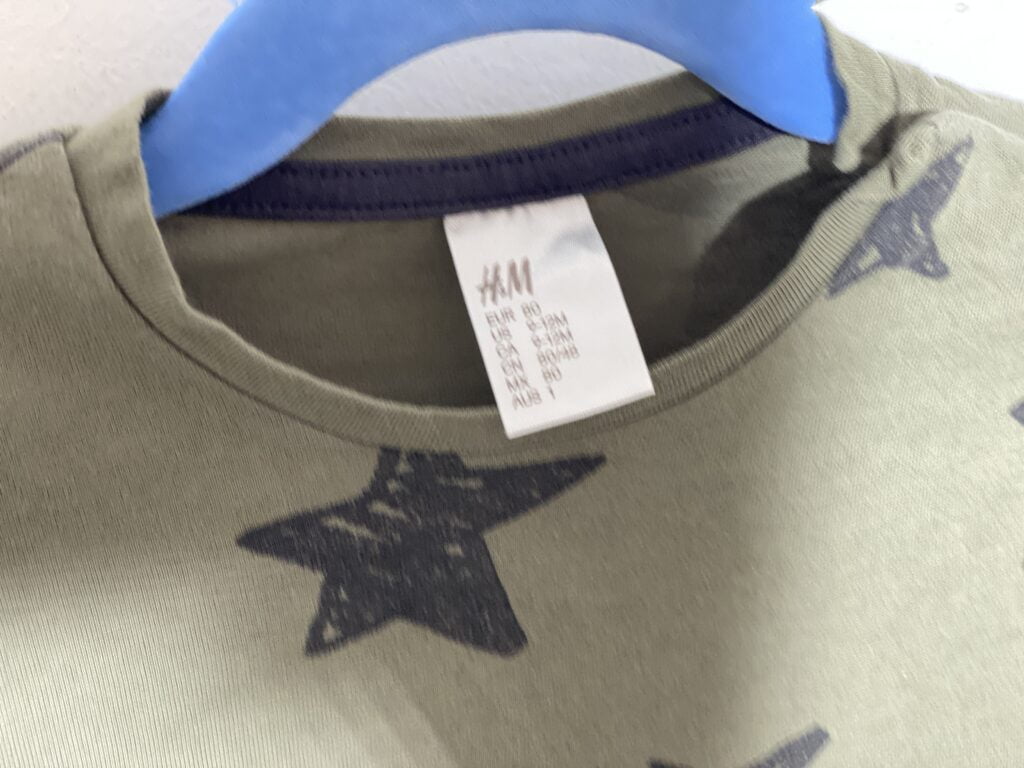 H&M
EUR 80
US 9-12M
CA 9-12M
CN 80/48
MX 80
AUS 1